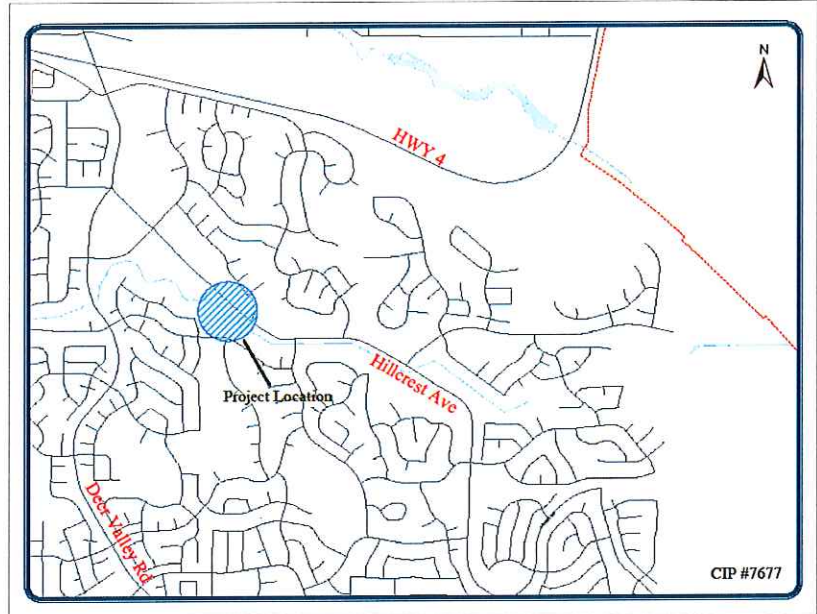 N
HWY 4
Hillcrest Ave
Project Location
Deer Valley Rd
CIP #7677